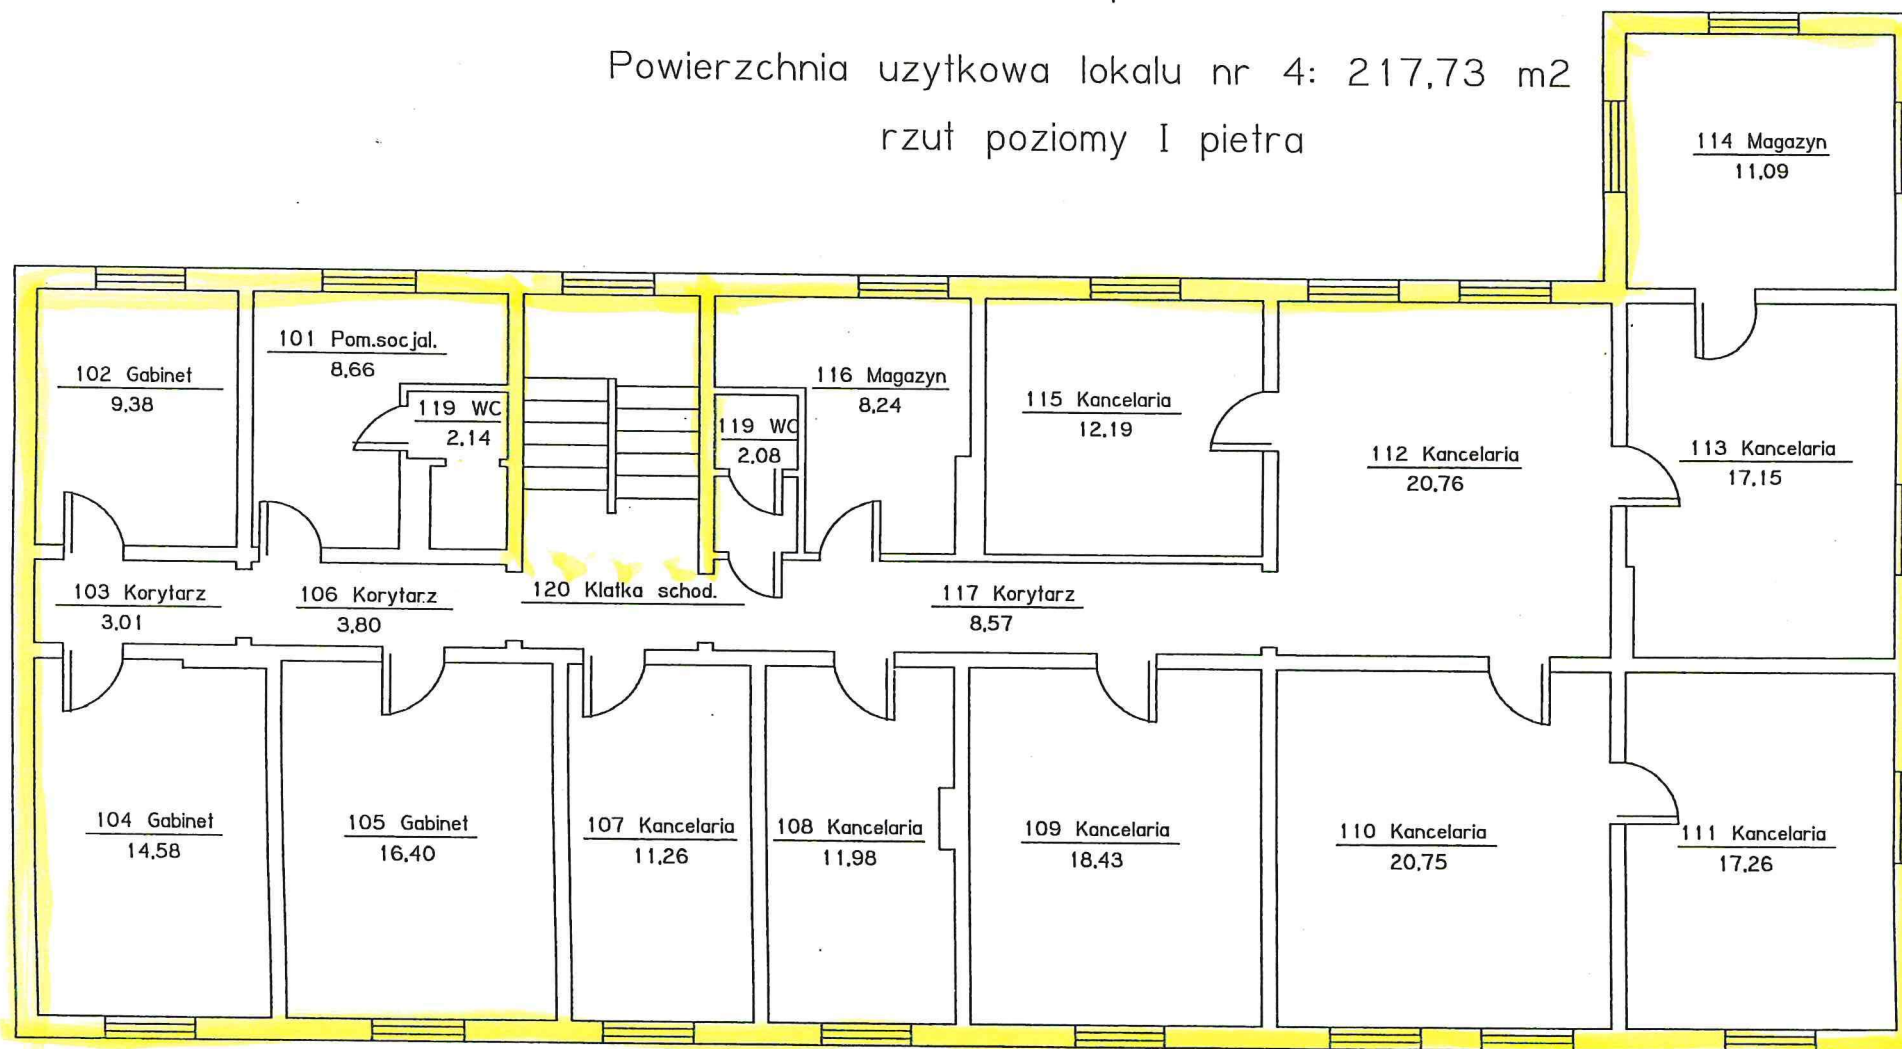 Powierzchnia uzytkowa lokalu nr 4: 217,73 m2
rzut poziomy I pietra
114 Magazyn
11,09
102 Gabinet
9,38
101 Pom.socjal.
8,66
119 WC
2,14
119 WC
2,08
116 Magazyn
8,24
115 Kancelaria
12,19
112 Kancelaria
20,76
113 Kancelaria
17,15
103 Korytarz
3,01
106 Korytarz
3,80
120 Klatka schod.
117 Korytarz
8,57
104 Gabinet
14,58
105 Gabinet
16,40
107 Kancelaria
11,26
108 Kancelaria
11,98
109 Kancelaria
18,43
110 Kancelaria
20,75
111 Kancelaria
17,26